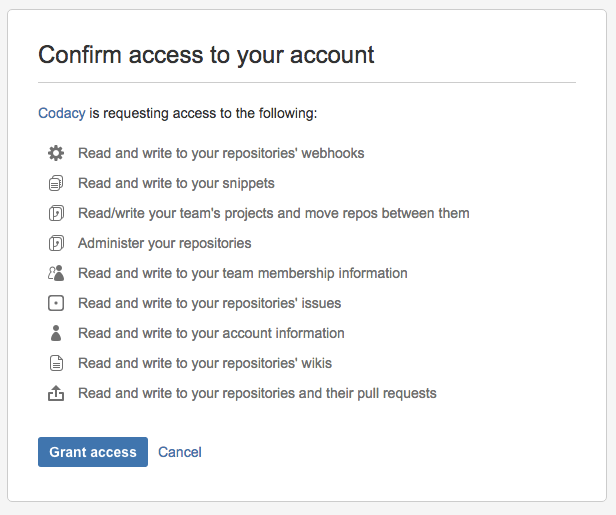 Confirm access to your account
Codacy is requesting access to the following:
Read and write to your repositories' webhooks
Read and write to your snippets
Read/write your team's projects and move repos between them
Administer your repositories
Read and write to your team membership information
Read and write to your repositories' issues
Read and write to your account information
Read and write to your repositories' wikis
Read and write to your repositories and their pull requests
Grant access Cancel